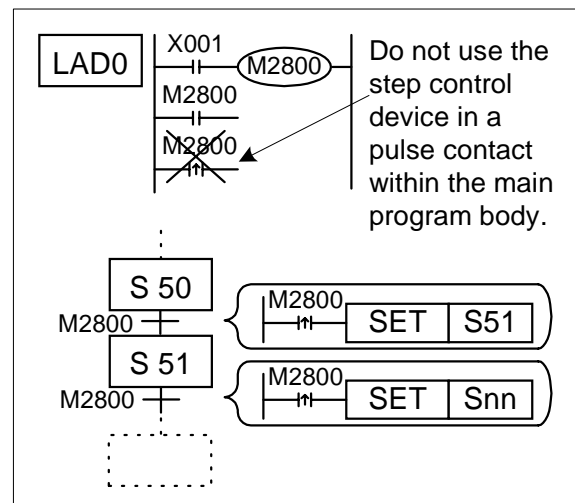 LAD0
X001
M2800
M2800
M2800
Do not use the
step control
device in a
pulse contact
within the main
program body.
S 50
M2800
M2800
SET S51
S 51
M2800
M2800
SET Snn